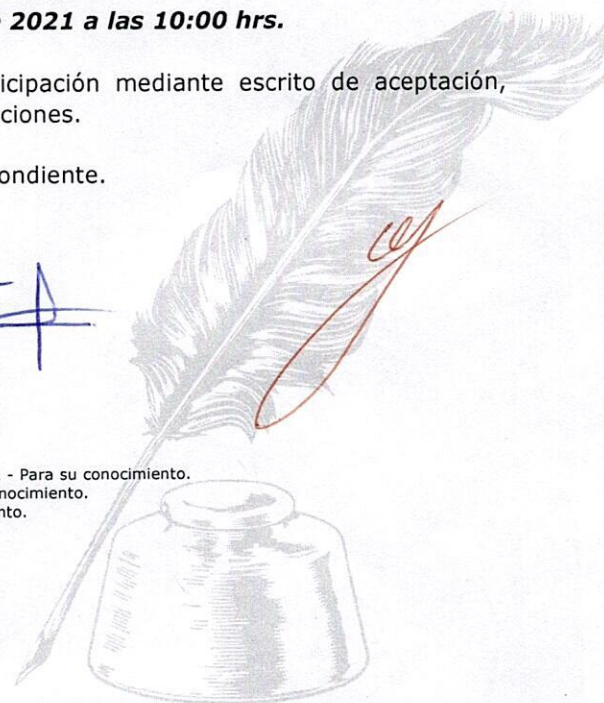 2021 a las 10:00 hrs.
icipación mediante escrito de aceptación,
ciones.
ondiente.
- Para su conocimiento.
nocimiento.
nto.